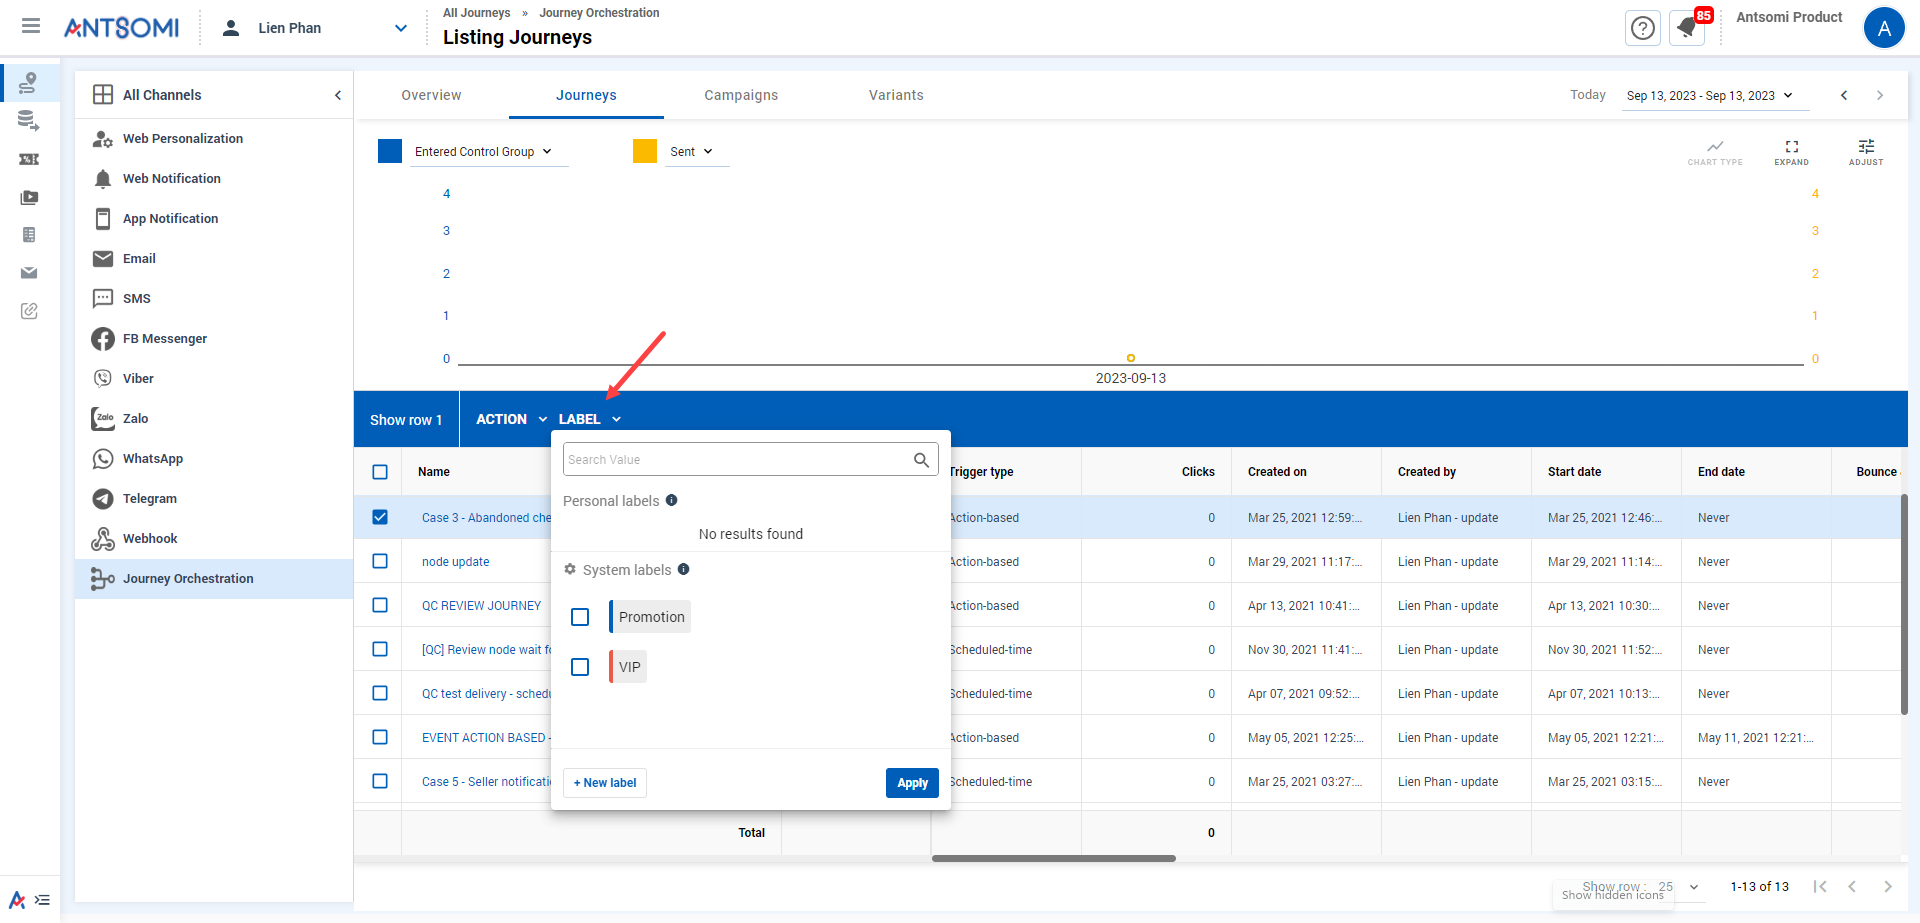 ANTSOMI
Lien Phan
All Journeys » Journey Orchestration
Listing Journeys
85
Antsomi Product
A
All Channels
Web Personalization
Web Notification
App Notification
Email
SMS
FB Messenger
Viber
Zalo
Zalo
WhatsApp
Telegram
Webhook
Journey Orchestration
Overview
Journeys
Campaigns
Variants
Today
Sep 13, 2023 - Sep 13, 2023
Entered Control Group
Sent
CHART TYPE
EXPAND
ADJUST
4
4
3
3
2
2
1
1
0
0
2023-09-13
Show row 1
ACTION
LABEL
Search Value
Personal labels
No results found
System labels
Promotion
VIP
+ New label
Apply
Name Trigger type Clicks Created on Created by Start date End date Bounce
Case 3 - Abandoned che Action-based 0 Mar 25, 2021 12:59:... Lien Phan - update Mar 25, 2021 12:46:... Never
node update Action-based 0 Mar 29, 2021 11:17:... Lien Phan - update Mar 29, 2021 11:14:... Never
QC REVIEW JOURNEY Action-based 0 Apr 13, 2021 10:41:... Lien Phan - update Apr 13, 2021 10:30:... Never
[QC] Review node wait fo Scheduled-time 0 Nov 30, 2021 11:41:... Lien Phan - update Nov 30, 2021 11:52:... Never
QC test delivery - schedu Scheduled-time 0 Apr 07, 2021 09:52:... Lien Phan - update Apr 07, 2021 10:13:... Never
EVENT ACTION BASED - Action-based 0 May 05, 2021 12:25:... Lien Phan - update May 05, 2021 12:21:... May 11, 2021 12:21:...
Case 5 - Seller notificati Scheduled-time 0 Mar 25, 2021 03:27:... Lien Phan - update Mar 25, 2021 03:15:... Never
Total 0
Show row : 25
1-13 of 13
Show hidden icons